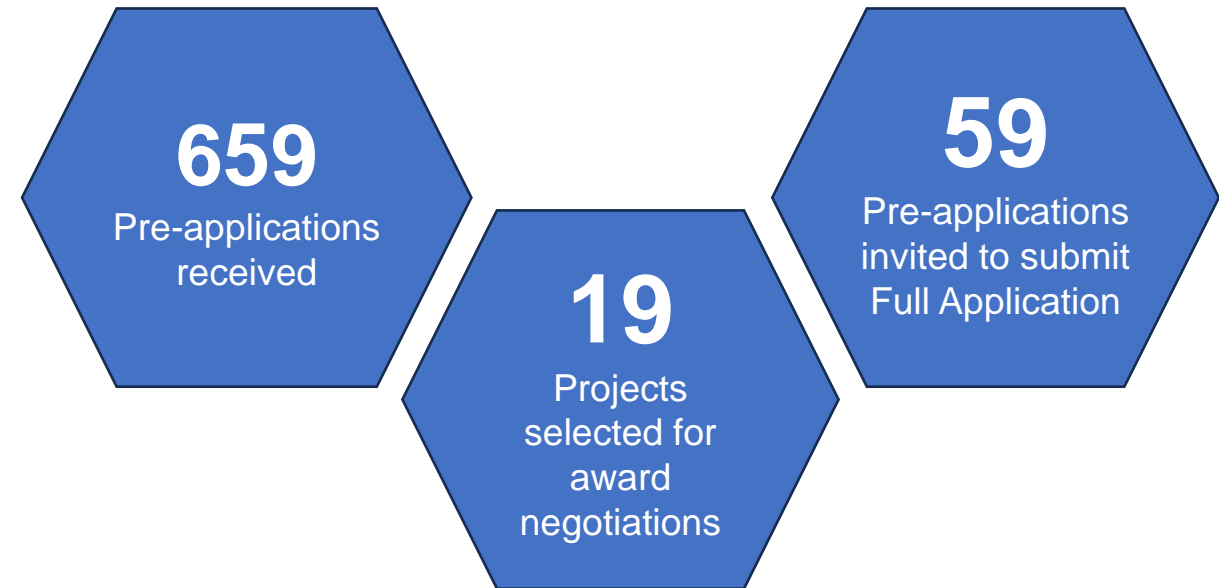 659
Pre-applications
received
19
Projects
selected for
award
negotiations
59
Pre-applications
invited to submit
Full Application